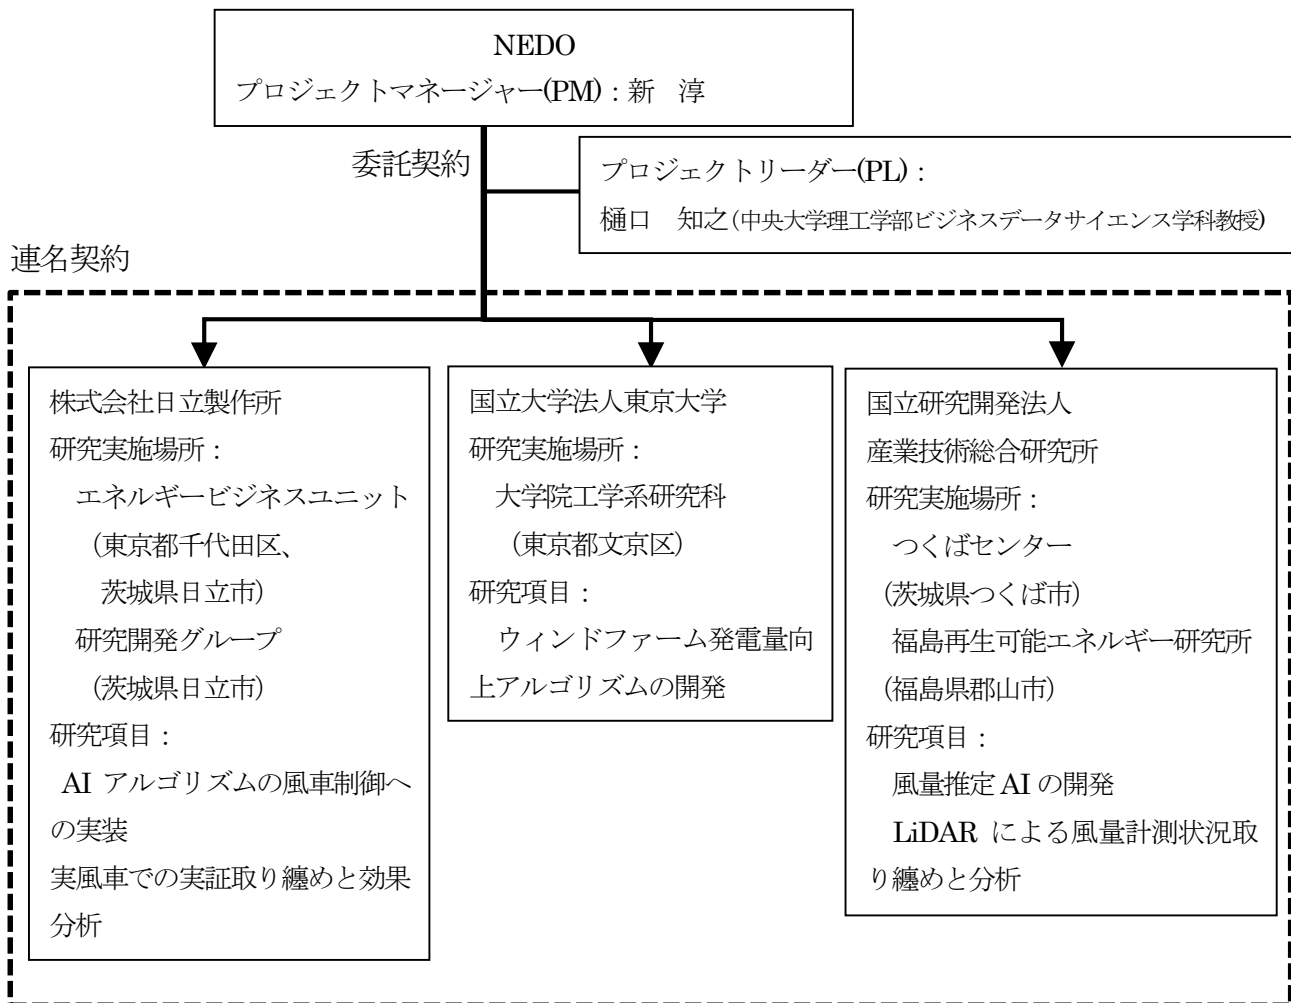 NEDO
プロジェクトマネージャー(PM)：新　淳
委託契約
プロジェクトリーダー(PL)：
樋口　知之(中央大学理工学部ビジネスデータサイエンス学科教授)
連名契約
株式会社日立製作所
研究実施場所：
エネルギービジネスユニット
（東京都千代田区、
茨城県日立市）
研究開発グループ
（茨城県日立市）
研究項目：
AI アルゴリズムの風車制御へ
の実装
実風車での実証取り纏めと効果
分析
国立大学法人東京大学
研究実施場所：
大学院工学系研究科
（東京都文京区）
研究項目：
ウィンドファーム発電量向
上アルゴリズムの開発
国立研究開発法人
産業技術総合研究所
研究実施場所：
つくばセンター
（茨城県つくば市）
福島再生可能エネルギー研究所
（福島県郡山市）
研究項目：
風量推定 AI の開発
LiDAR による風量計測状況取
り纏めと分析